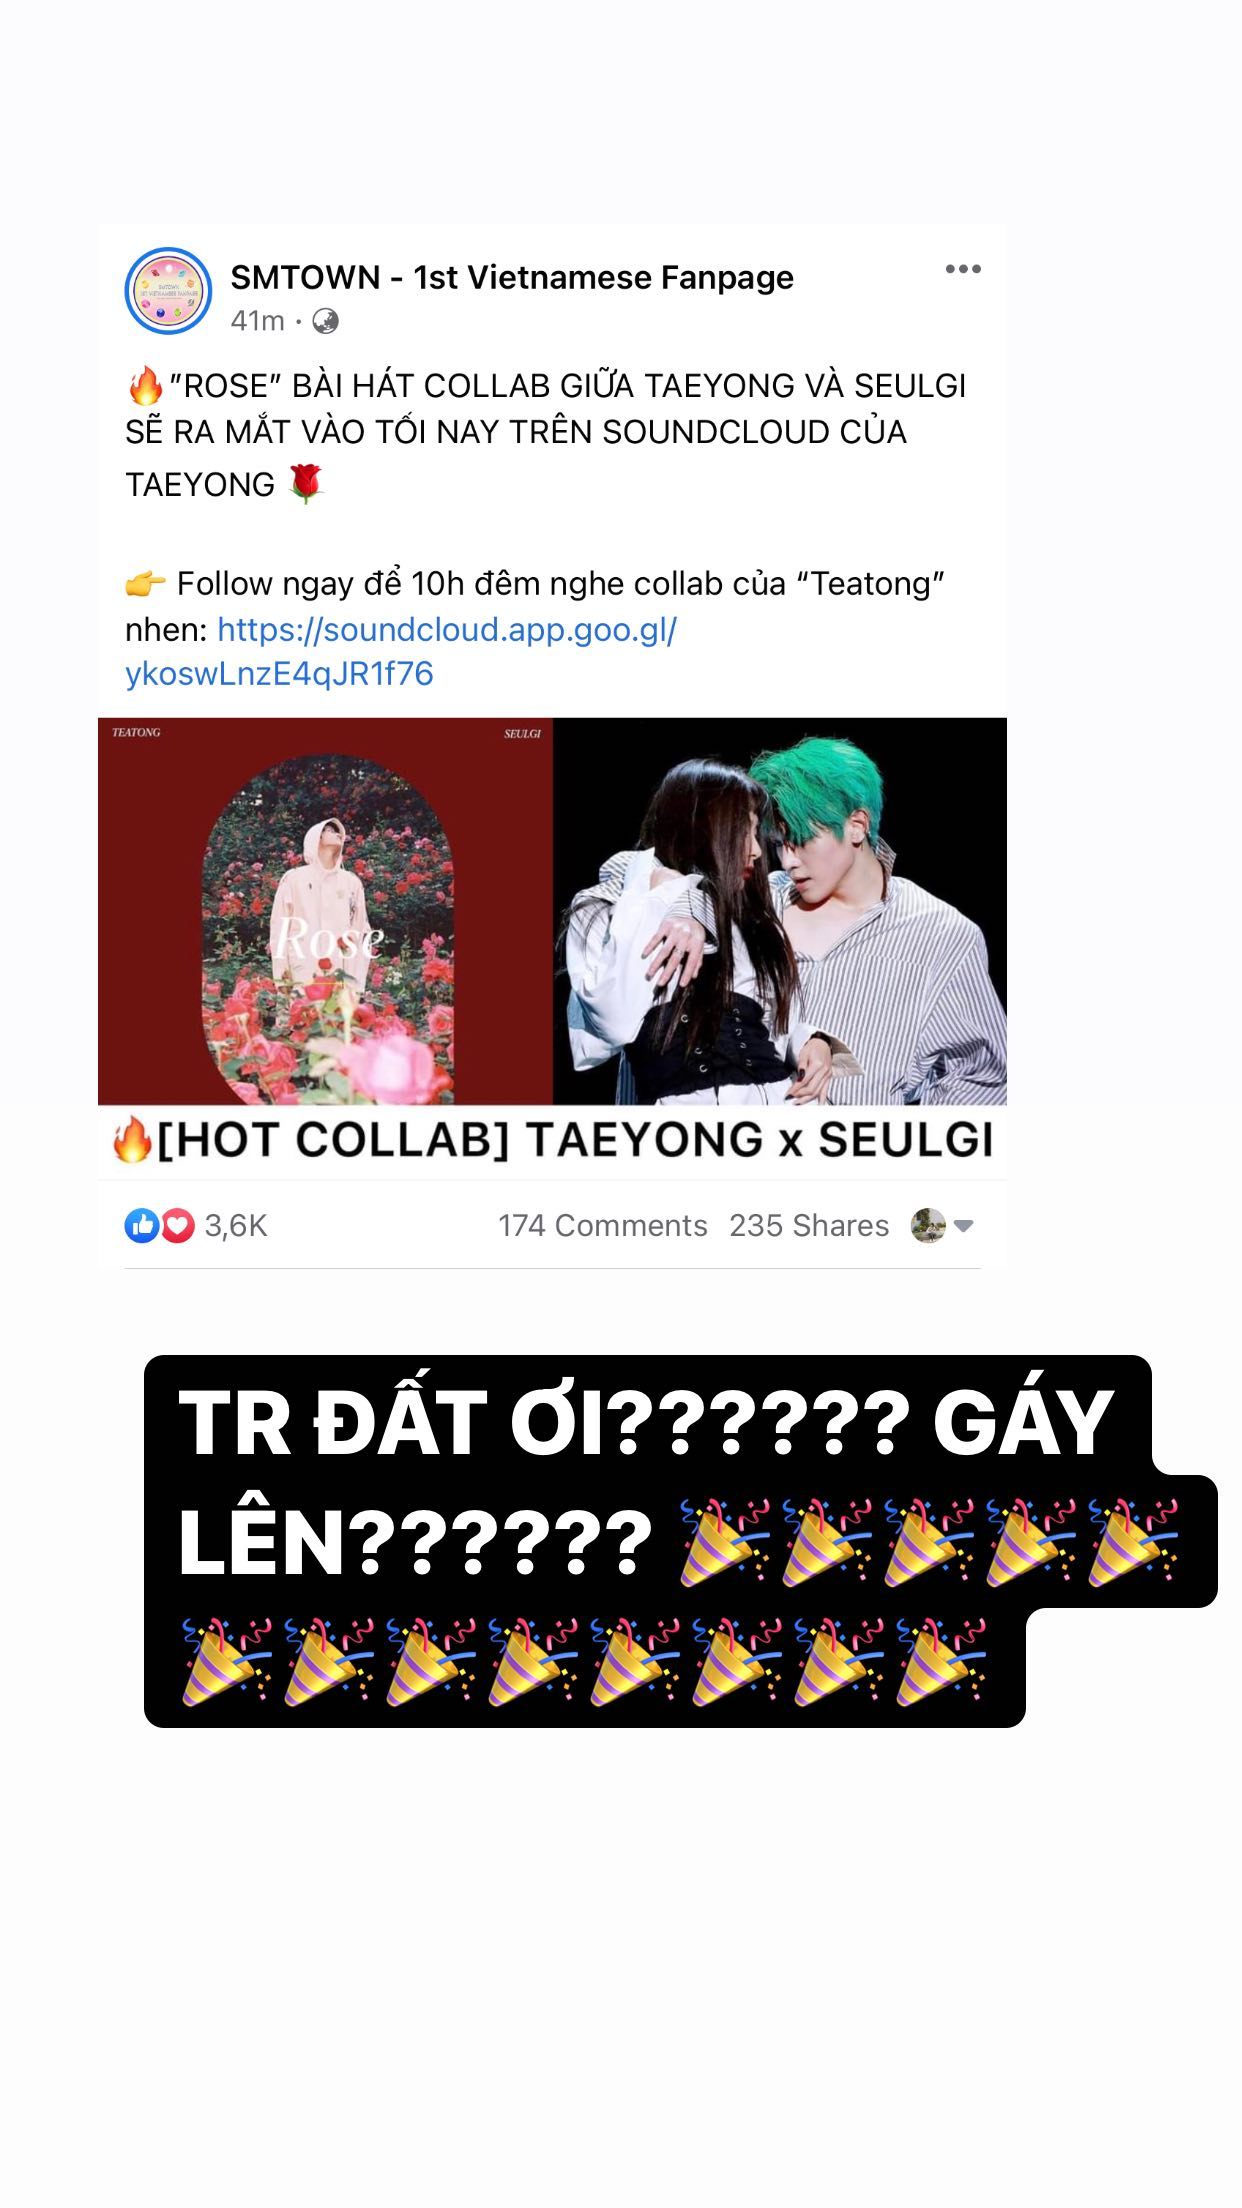 SMTOWN - 1st Vietnamese Fanpage
41m ·
🔥"ROSE" BÀI HÁT COLLAB GIỮA TAEYONG VÀ SEULGI
SẼ RA MẮT VÀO TỐI NAY TRÊN SOUNDCLOUD CỦA
TAEYONG 🌹
👉 Follow ngay để 10h đêm nghe collab của "Teatong"
nhen: https://soundcloud.app.goo.gl/
ykoswLnzE4qJR1f76
TEATONG
SEULGI
Rose
🔥[HOT COLLAB] TAEYONG x SEULGI
3,6K
174 Comments 235 Shares
TR ĐẤT ƠI?????? GÁY
LÊN?????? 🎉🎉🎉🎉🎉
🎉🎉🎉🎉🎉🎉🎉🎉